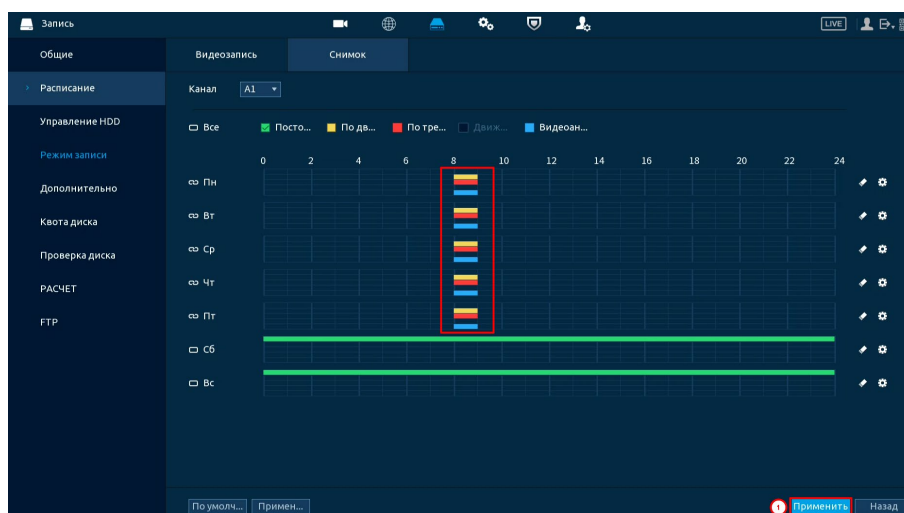 Запись
LIVE
Общие
Видеозапись Снимок
Расписание
Канал A1
Управление HDD
Все Посто... По дв... По тре... Движ... Видеоан...
Режим записи
0 2 4 6 8 10 12 14 16 18 20 22 24
Дополнительно
Пн
Квота диска
Вт
Проверка диска
Ср
РАСЧЕТ
Чт
FTP
Пт
Сб
Вс
По умолч... Примен... 1 Применить Назад